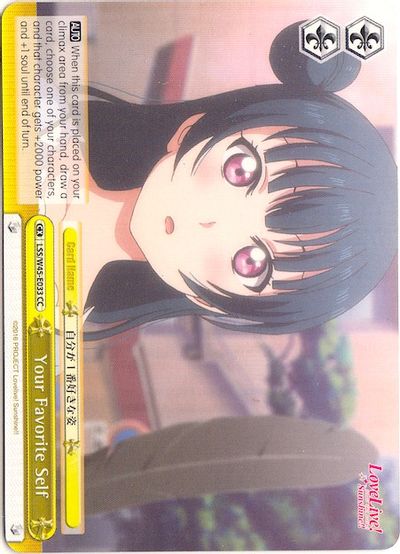 AUTO When this card is placed on your
climax area from your hand, draw a
card, choose one of your characters,
and that character gets +2000 power
and +1 soul until end of turn.
LoveLive!
Sunshine!!
CR LSS/W45-E033 CC
Card Name
自分が1番好きな姿
Your Favorite Self
©2016 PROJECT Lovelive! Sunshine!!